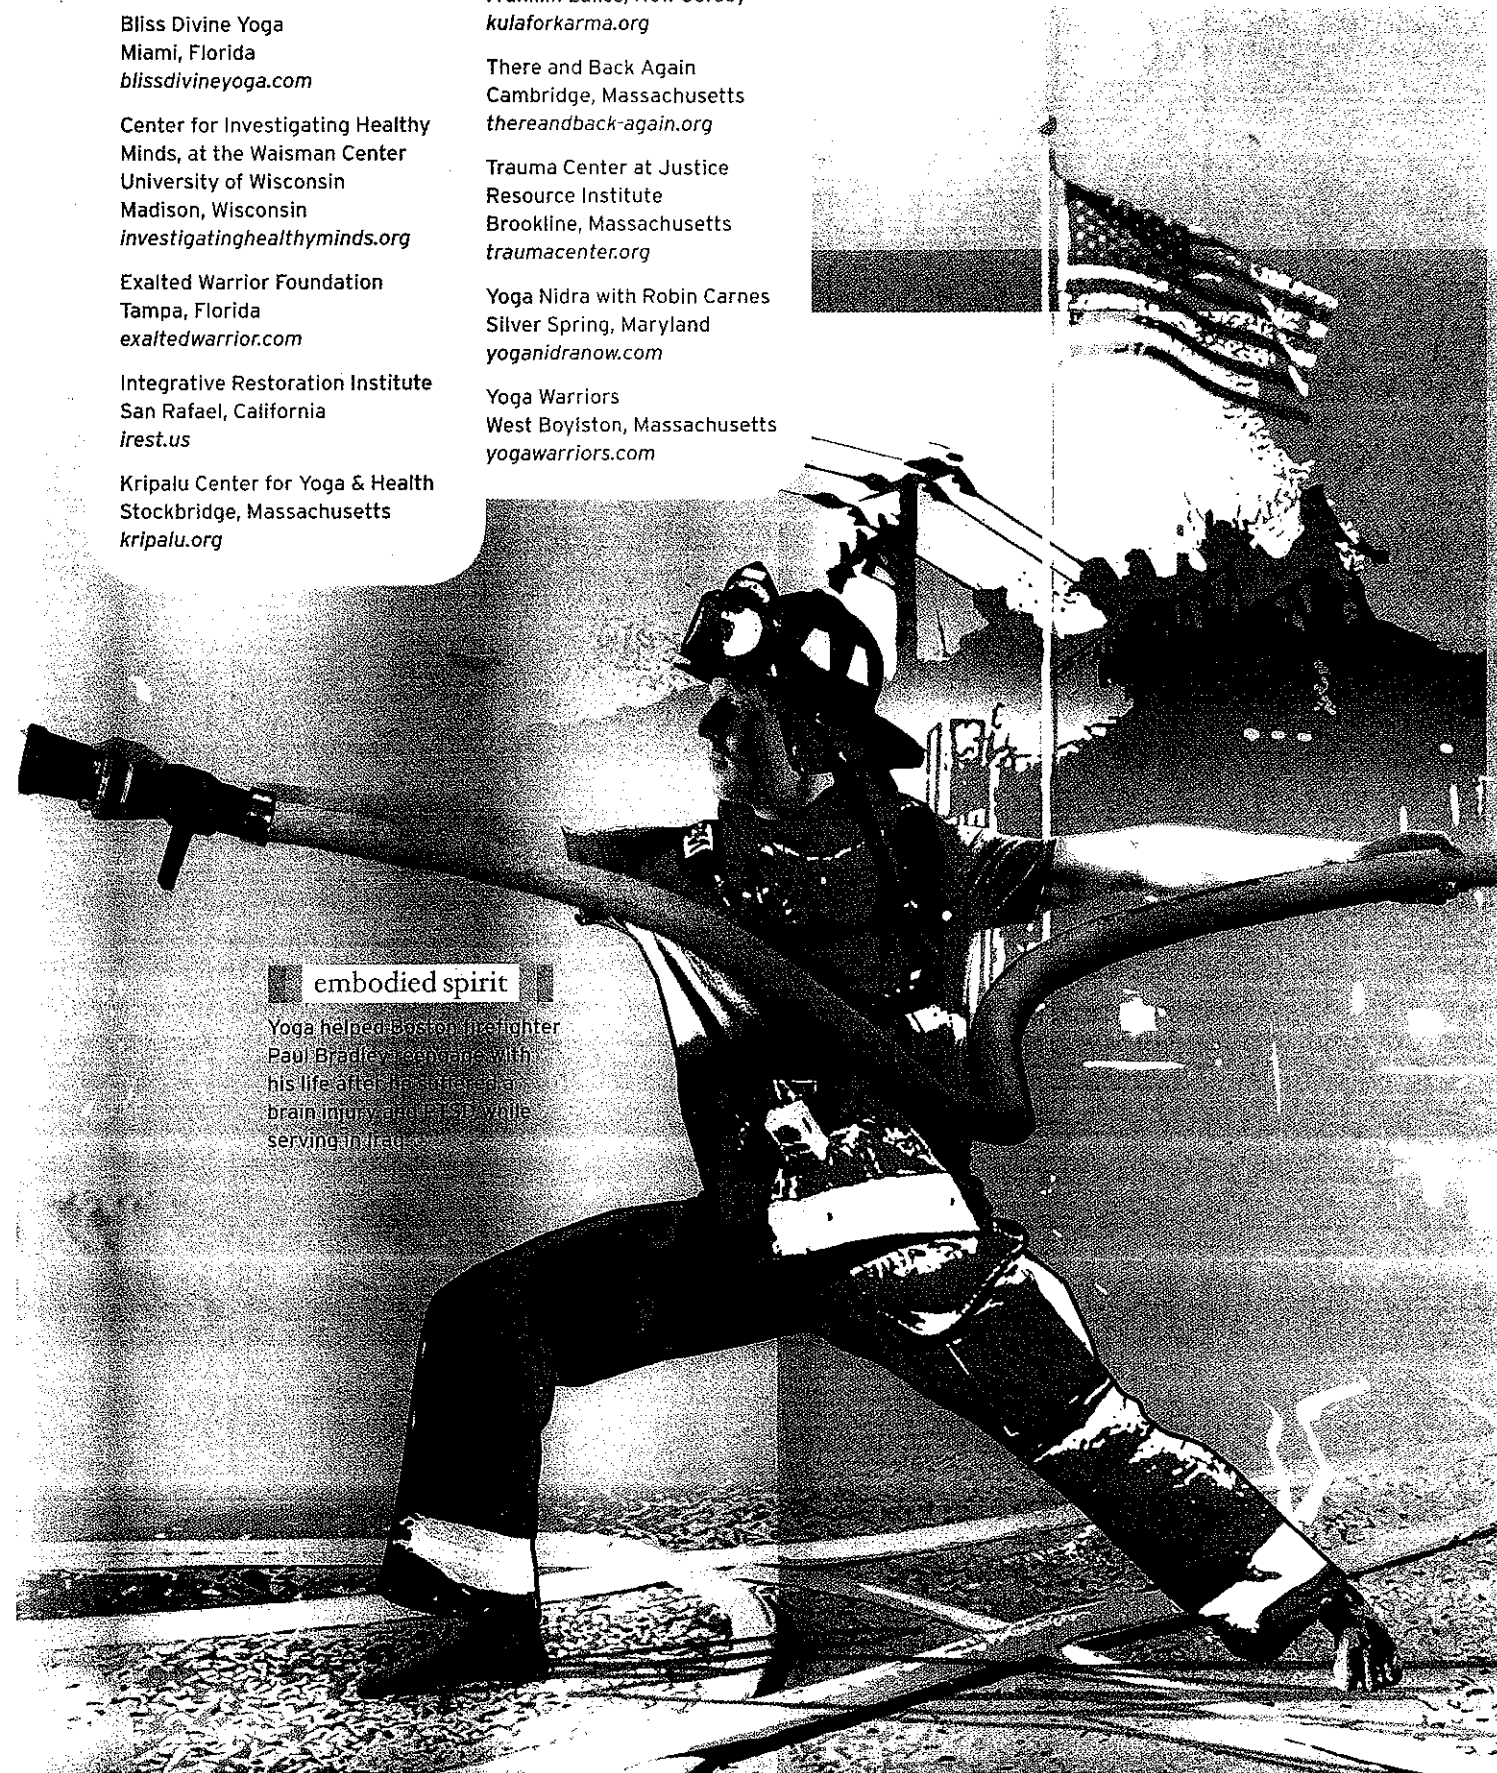 Bliss Divine Yoga
Miami, Florida
blissdivineyoga.com
Center for Investigating Healthy
Minds, at the Waisman Center
University of Wisconsin
Madison, Wisconsin
investigatinghealthyminds.org
Exalted Warrior Foundation
Tampa, Florida
exaltedwarrior.com
Integrative Restoration Institute
San Rafael, California
irest.us
Kripalu Center for Yoga & Health
Stockbridge, Massachusetts
kripalu.org
kulaforkarma.org
There and Back Again
Cambridge, Massachusetts
thereandback-again.org
Trauma Center at Justice
Resource Institute
Brookline, Massachusetts
traumacenter.org
Yoga Nidra with Robin Carnes
Silver Spring, Maryland
yoganidranow.com
Yoga Warriors
West Boylston, Massachusetts
yogawarriors.com
embodied spirit
Yoga helped Boston firefighter
Paul Bradley reengage with
his life after he suffered a
brain injury and PTSD while
serving in Iraq.